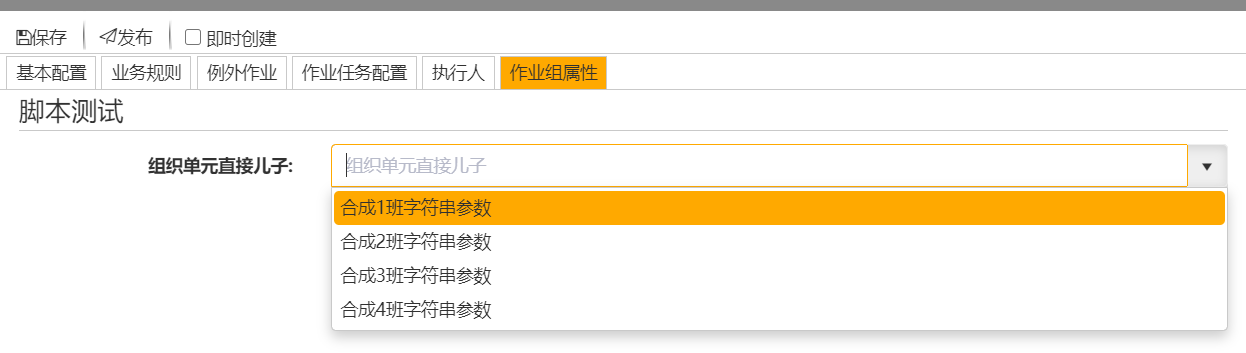 保存 发布 即时创建
基本配置 业务规则 例外作业 作业任务配置 执行人 作业组属性
脚本测试
组织单元直接儿子: 组织单元直接儿子
合成1班字符串参数
合成2班字符串参数
合成3班字符串参数
合成4班字符串参数